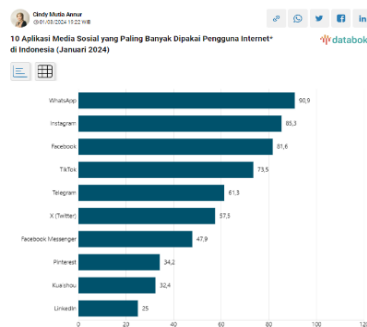 Cindy Mutia Annur
01/03/2024 15:22 WIB
10 Aplikasi Media Sosial yang Paling Banyak Dipakai Pengguna Internet*
di Indonesia (Januari 2024)
databok
WhatsApp 90,9
Instagram 85,3
Facebook 81,6
TikTok 73,5
Telegram 61,3
X (Twitter) 57,5
Facebook Messenger 47,9
Pinterest 34,2
Kuaishou 32,4
LinkedIn 25
0 20 40 60 80 100 120